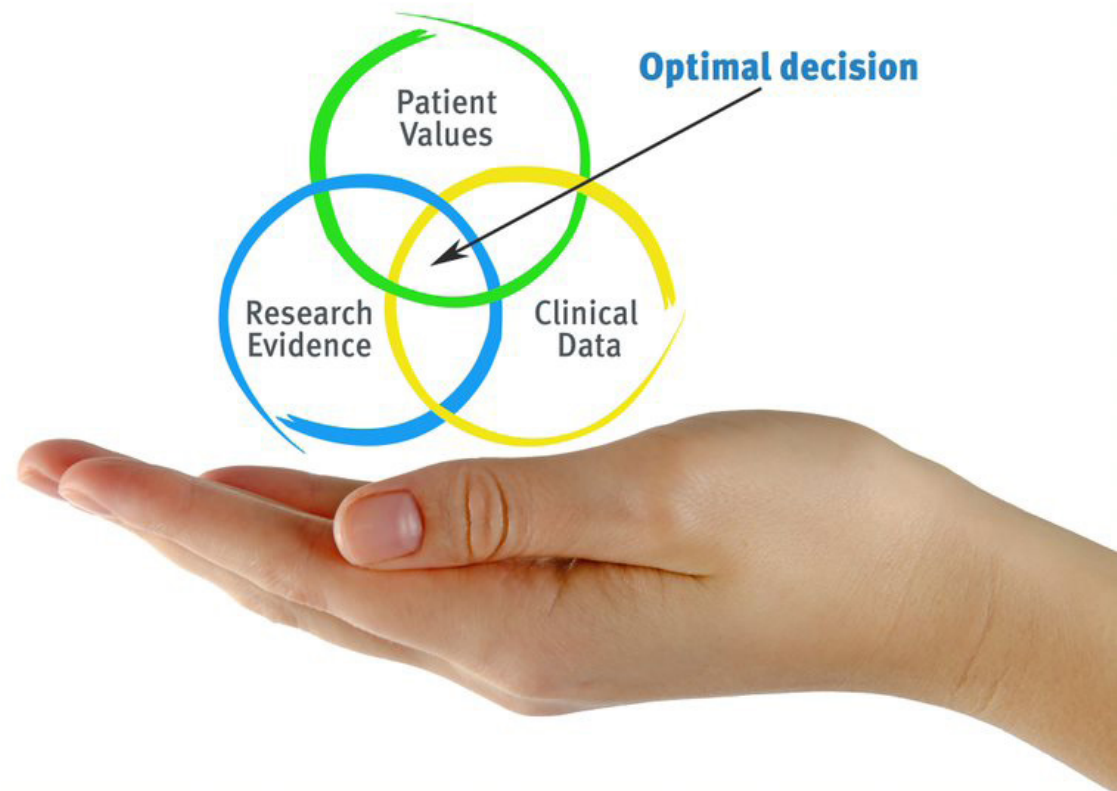 Optimal decision
Patient
Values
Research
Evidence
Clinical
Data